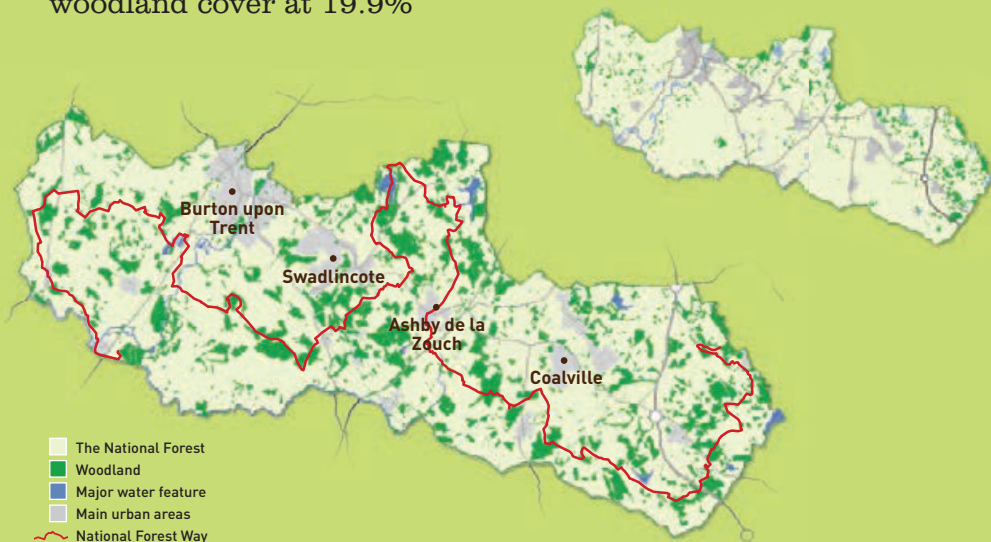 woodland cover at 19.9%
Burton upon
Trent
Swadlincote
Ashby de la
Zouch
Coalville
The National Forest
Woodland
Major water feature
Main urban areas
National Forest Way